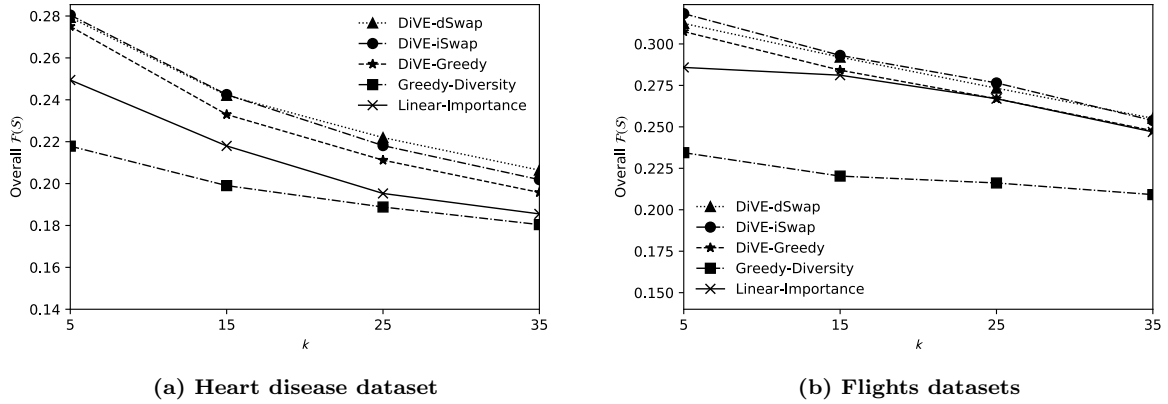 Overall F(S)
0.28
0.26
0.24
0.22
0.20
0.18
0.16
0.14
5
15
25
35
k
DiVE-dSwap
DiVE-iSwap
DiVE-Greedy
Greedy-Diversity
Linear-Importance
(a) Heart disease dataset
Overall F(S)
0.300
0.275
0.250
0.225
0.200
0.175
0.150
5
15
25
35
k
DiVE-dSwap
DiVE-iSwap
DiVE-Greedy
Greedy-Diversity
Linear-Importance
(b) Flights datasets